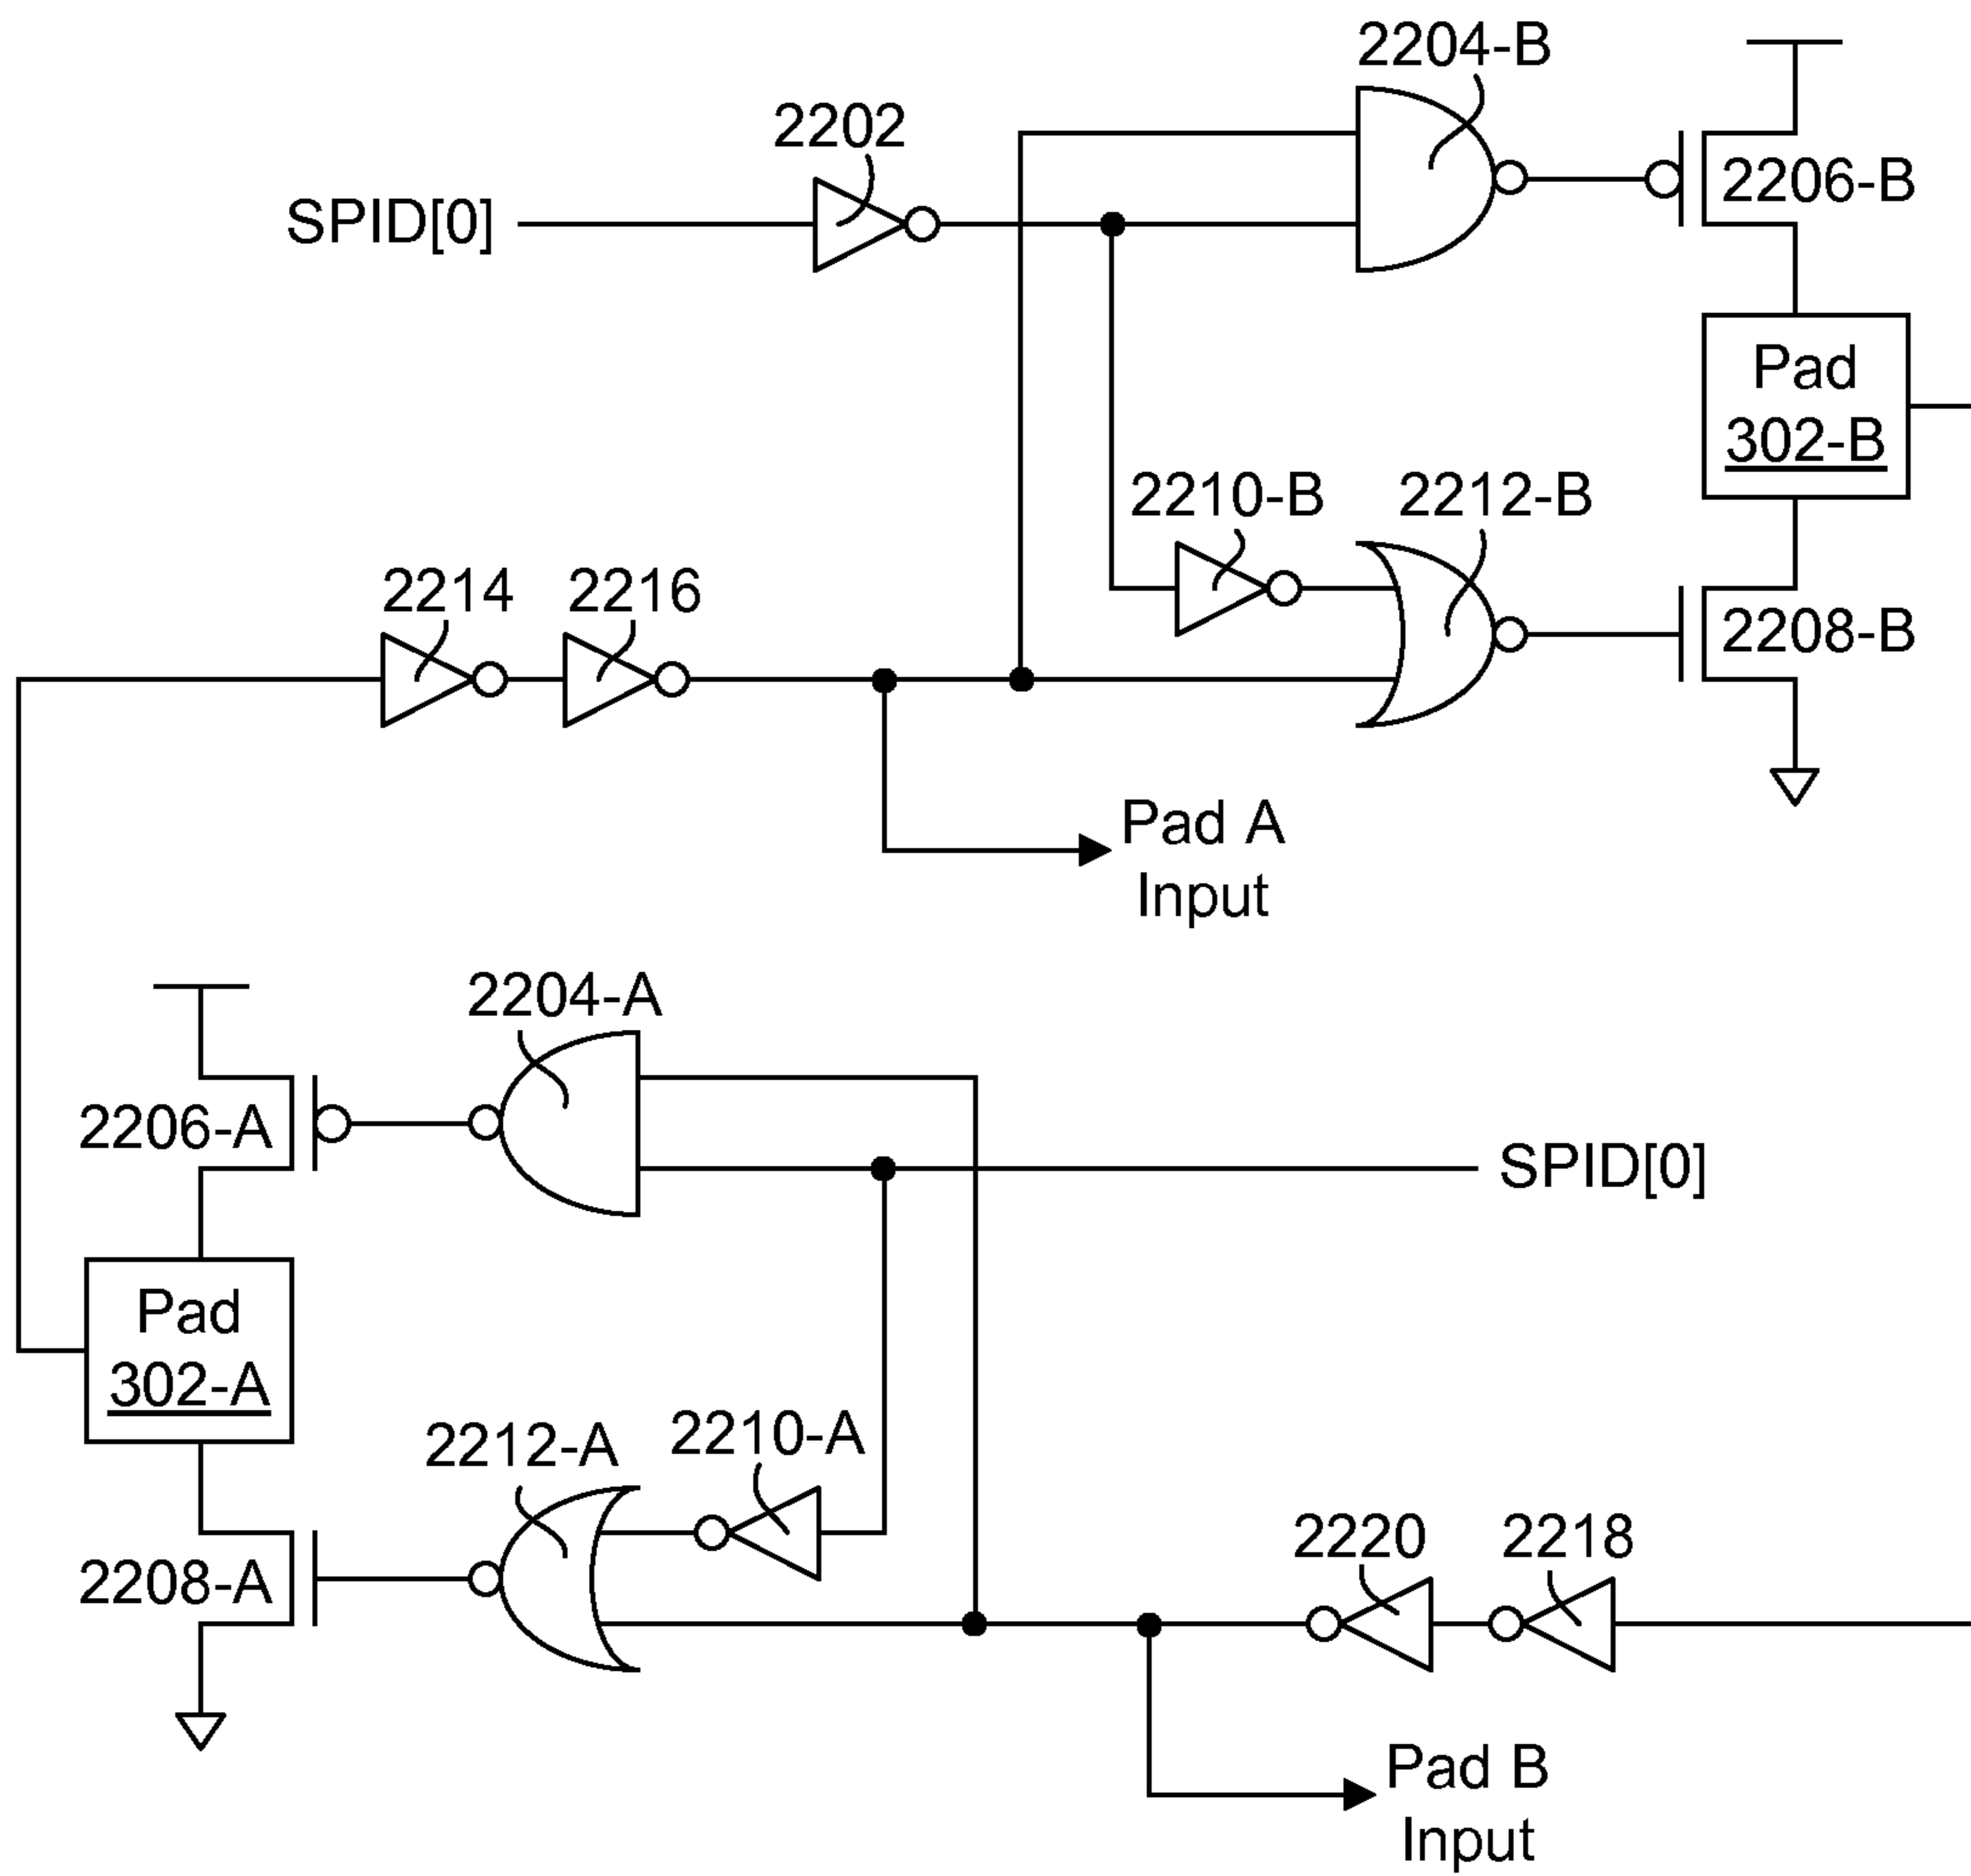 2204-B
2202
SPID[0]
2206-B
Pad
302-B
2210-B
2212-B
2214
2216
2208-B
Pad A
Input
2204-A
2206-A
SPID[0]
Pad
302-A
2212-A
2210-A
2208-A
2220
2218
Pad B
Input